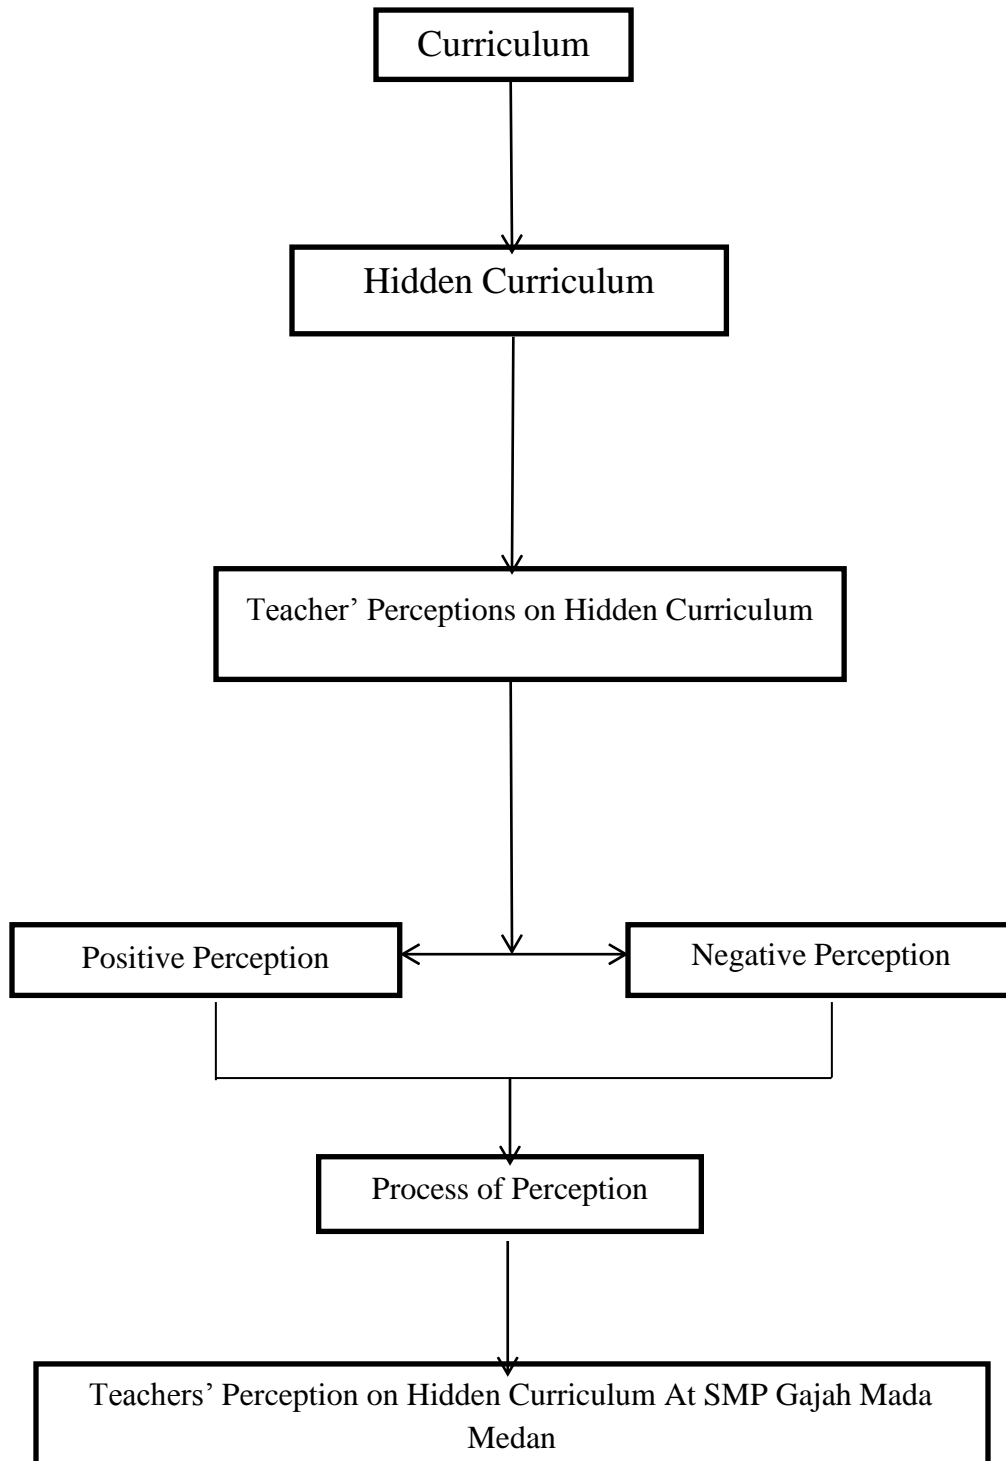 Curriculum
Hidden Curriculum
Teacher’ Perceptions on Hidden Curriculum
Positive Perception
Negative Perception
Process of Perception
Teachers’ Perception on Hidden Curriculum At SMP Gajah Mada
Medan